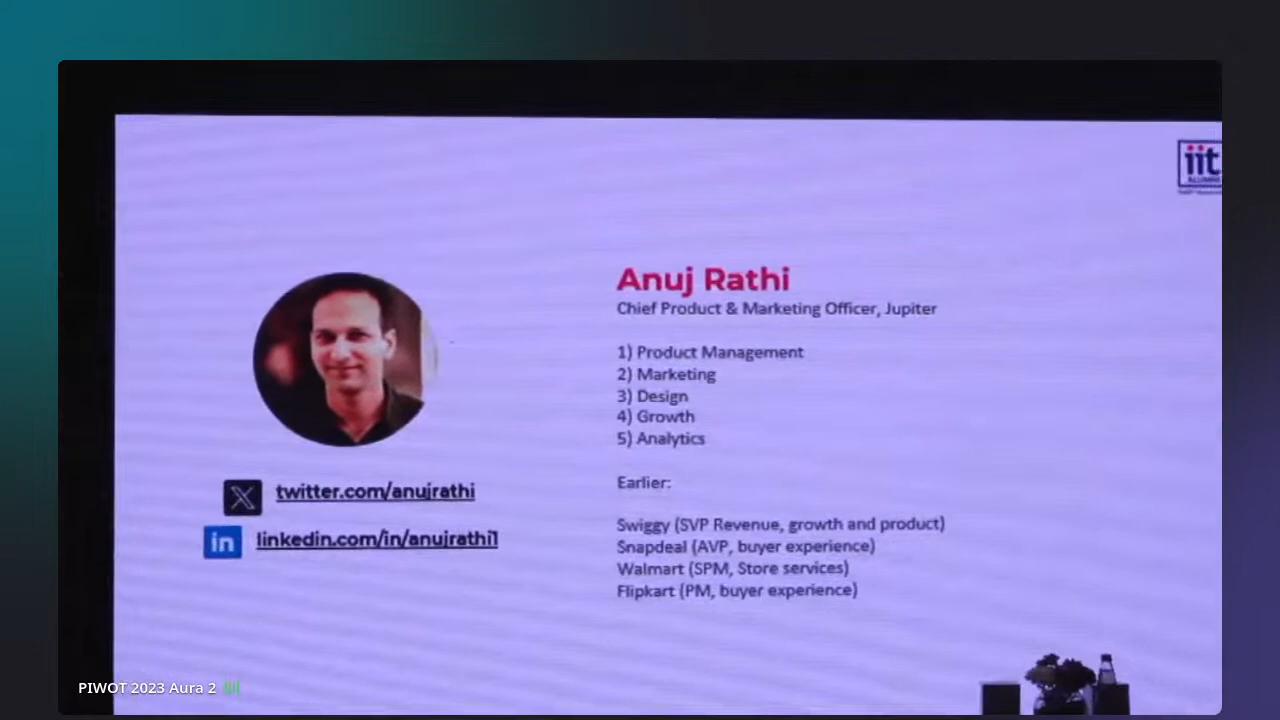 iit
ALUMNI
Anuj Rathi
Chief Product & Marketing Officer, Jupiter
1) Product Management
2) Marketing
3) Design
4) Growth
5) Analytics
Earlier:
Swiggy (SVP Revenue, growth and product)
Snapdeal (AVP, buyer experience)
Walmart (SPM, Store services)
Flipkart (PM, buyer experience)
X twitter.com/anujrathi
in linkedin.com/in/anujrathi1
PIWOT 2023 Aura 2